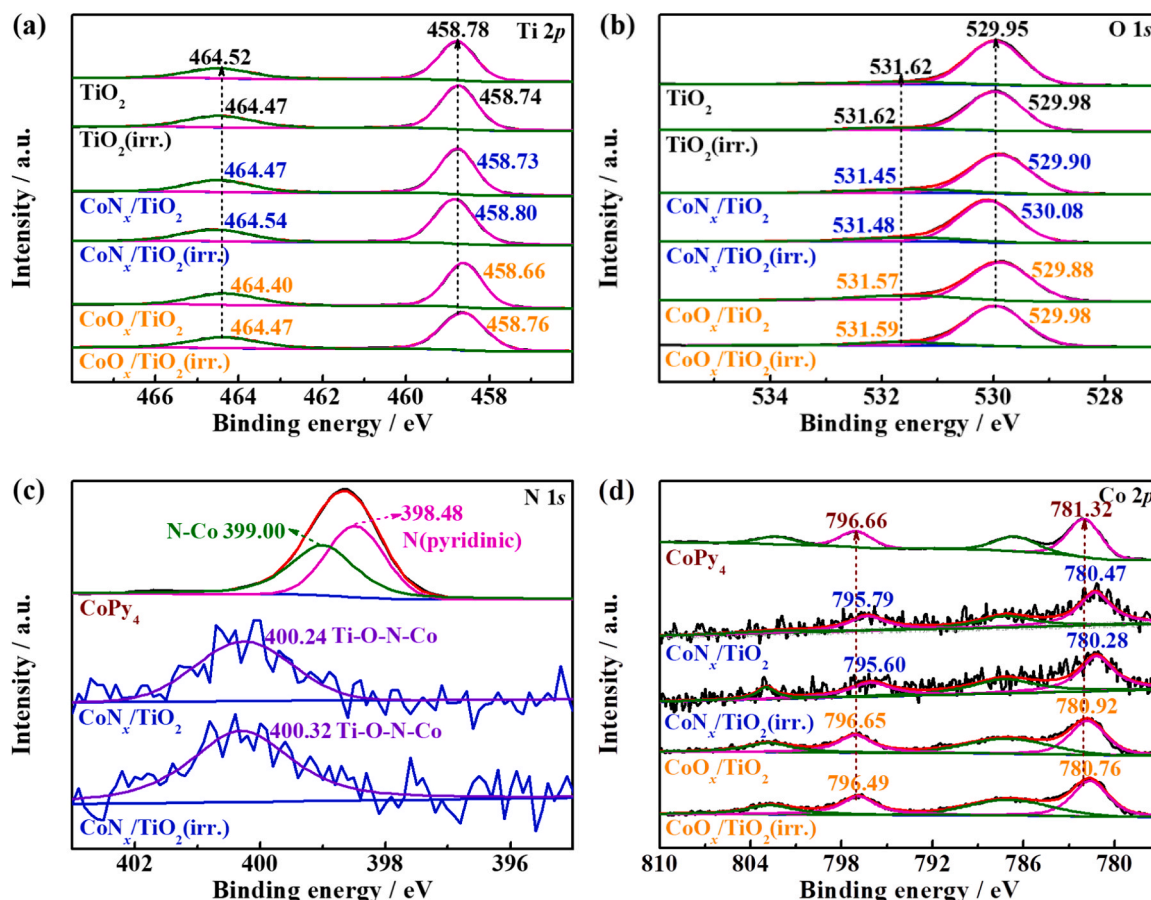 (a)
Ti 2p
458.78
464.52
TiO2
458.74
464.47
TiO2(irr.)
458.73
464.47
CoNx/TiO2
458.80
464.54
CoNx/TiO2(irr.)
458.66
464.40
CoOx/TiO2
458.76
464.47
CoOx/TiO2(irr.)
466 464 462 460 458
Binding energy / eV
Intensity / a.u.
(b)
O 1s
529.95
531.62
TiO2
529.98
531.62
TiO2(irr.)
529.90
531.45
CoNx/TiO2
530.08
531.48
CoNx/TiO2(irr.)
529.88
531.57
CoOx/TiO2
529.98
531.59
CoOx/TiO2(irr.)
534 532 530 528
Binding energy / eV
Intensity / a.u.
(c)
N 1s
N-Co 399.00
398.48
N(pyridinic)
CoPy4
400.24 Ti-O-N-Co
CoNx/TiO2
400.32 Ti-O-N-Co
CoNx/TiO2(irr.)
402 400 398 396
Binding energy / eV
Intensity / a.u.
(d)
Co 2p
781.32
796.66
CoPy4
780.47
795.79
CoNx/TiO2
780.28
795.60
CoNx/TiO2(irr.)
780.92
796.65
CoOx/TiO2
780.76
796.49
CoOx/TiO2(irr.)
810 804 798 792 786 780
Binding energy / eV
Intensity / a.u.